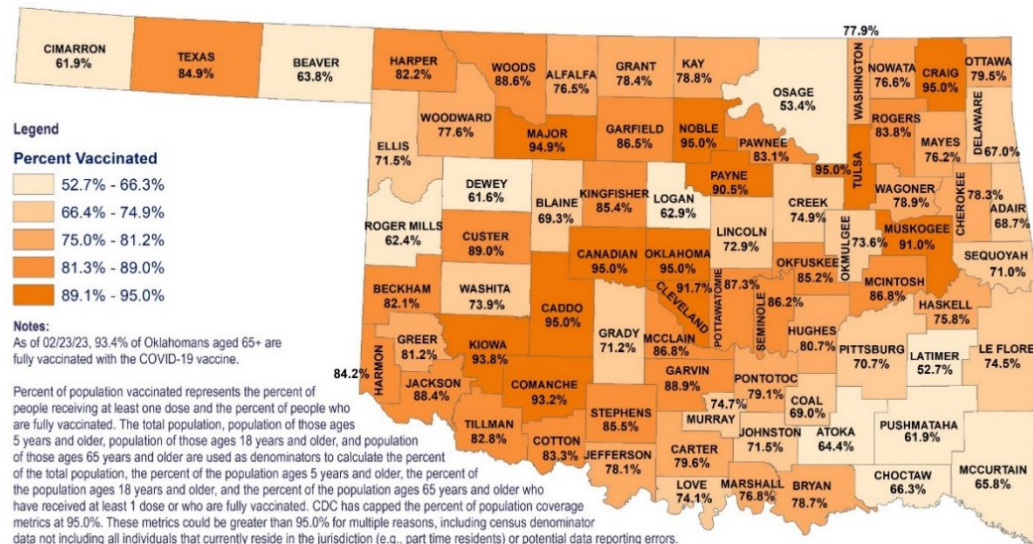 77.9%
CIMARRON
61.9%
TEXAS
84.9%
BEAVER
63.8%
HARPER
82.2%
WOODS
88.6%
ALFALFA
76.5%
GRANT
78.4%
KAY
78.8%
OSAGE
53.4%
WASHINGTON
NOWATA
76.6%
CRAIG
95.0%
OTTAWA
79.5%
Legend
Percent Vaccinated
52.7% - 66.3%
66.4% - 74.9%
75.0% - 81.2%
81.3% - 89.0%
89.1% - 95.0%
ELLIS
71.5%
WOODWARD
77.6%
MAJOR
94.9%
GARFIELD
86.5%
NOBLE
95.0%
PAWNEE
83.1%
ROGERS
83.8%
MAYES
76.2%
DELAWARE
67.0%
DEWEY
61.6%
BLAINE
69.3%
KINGFISHER
85.4%
LOGAN
62.9%
PAYNE
90.5%
95.0%
TULSA
CREEK
74.9%
WAGONER
78.9%
CHEROKEE
78.3%
ADAIR
68.7%
ROGER MILLS
62.4%
CUSTER
89.0%
CANADIAN
95.0%
OKLAHOMA
95.0%
LINCOLN
72.9%
OKMULGEE
73.6%
MUSKOGEE
91.0%
SEQUOYAH
71.0%
Notes:
As of 02/23/23, 93.4% of Oklahomans aged 65+ are
fully vaccinated with the COVID-19 vaccine.
BECKHAM
82.1%
WASHITA
73.9%
CADDO
95.0%
GRADY
71.2%
91.7%
CLEVELAND
POTTAWATOMIE
87.3%
SEMINOLE
86.2%
OKFUSKEE
85.2%
MCINTOSH
86.8%
HASKELL
75.8%
HUGHES
80.7%
PITTSBURG
70.7%
LATIMER
52.7%
LE FLORE
74.5%
84.2%
HARMON
GREER
81.2%
KIOWA
93.8%
MCCLAIN
86.8%
GARVIN
88.9%
PONTOTOC
79.1%
COAL
69.0%
JACKSON
88.4%
COMANCHE
93.2%
STEPHENS
85.5%
74.7%
MURRAY
JOHNSTON
71.5%
ATOKA
64.4%
PUSHMATAHA
61.9%
TILLMAN
82.8%
COTTON
83.3%
JEFFERSON
78.1%
CARTER
79.6%
LOVE
74.1%
MARSHALL
76.8%
BRYAN
78.7%
CHOCTAW
66.3%
MCCURTAIN
65.8%
Percent of population vaccinated represents the percent of
people receiving at least one dose and the percent of people who
are fully vaccinated. The total population, population of those ages
5 years and older, population of those ages 18 years and older, and population
of those ages 65 years and older are used as denominators to calculate the percent
of the total population, the percent of the population ages 5 years and older, the percent of
the population ages 18 years and older, and the percent of the population ages 65 years and older who
have received at least 1 dose or who are fully vaccinated. CDC has capped the percent of population coverage
metrics at 95.0%. These metrics could be greater than 95.0% for multiple reasons, including census denominator
data not including all individuals that currently reside in the jurisdiction (e.g., part time residents) or potential data reporting errors.